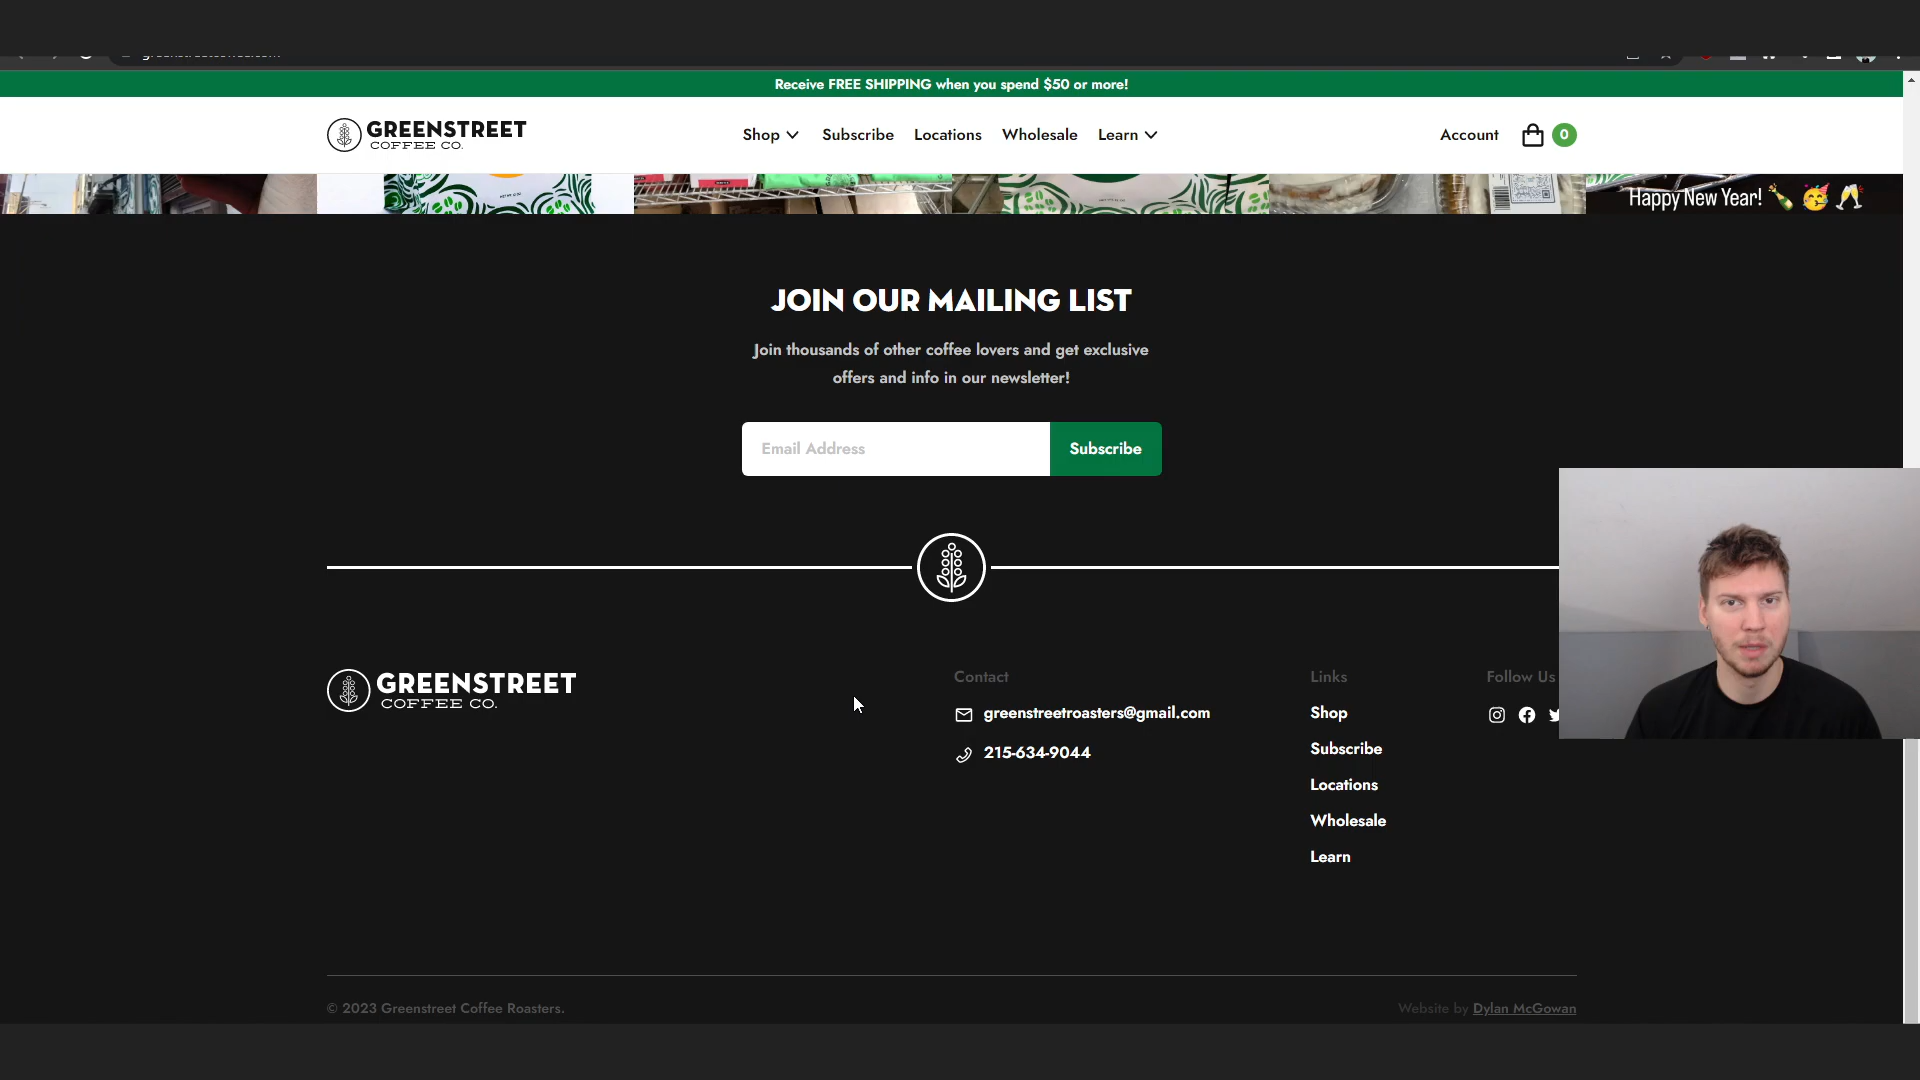 Receive FREE SHIPPING when you spend $50 or more!
GREENSTREET
COFFEE CO.
Shop
Subscribe
Locations
Wholesale
Learn
Account
0
Happy New Year! 🍾 🥳 🥂
JOIN OUR MAILING LIST
Join thousands of other coffee lovers and get exclusive
offers and info in our newsletter!
Email Address
Subscribe
GREENSTREET
COFFEE CO.
Contact
greenstreetroasters@gmail.com
215-634-9044
Links
Shop
Subscribe
Locations
Wholesale
Learn
Follow Us
© 2023 Greenstreet Coffee Roasters.
Website by Dylan McGowan